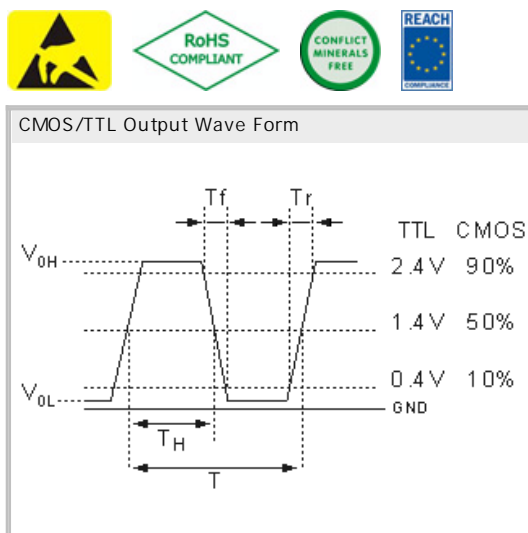 RoHS
COMPLIANT
CONFLICT
MINERALS
FREE
REACH
COMPLIANCE
CMOS/TTL Output Wave Form
Tf Tr
TTL CMOS
V0H 2.4V 90%
1.4V 50%
V0L 0.4V 10%
GND
TH
T